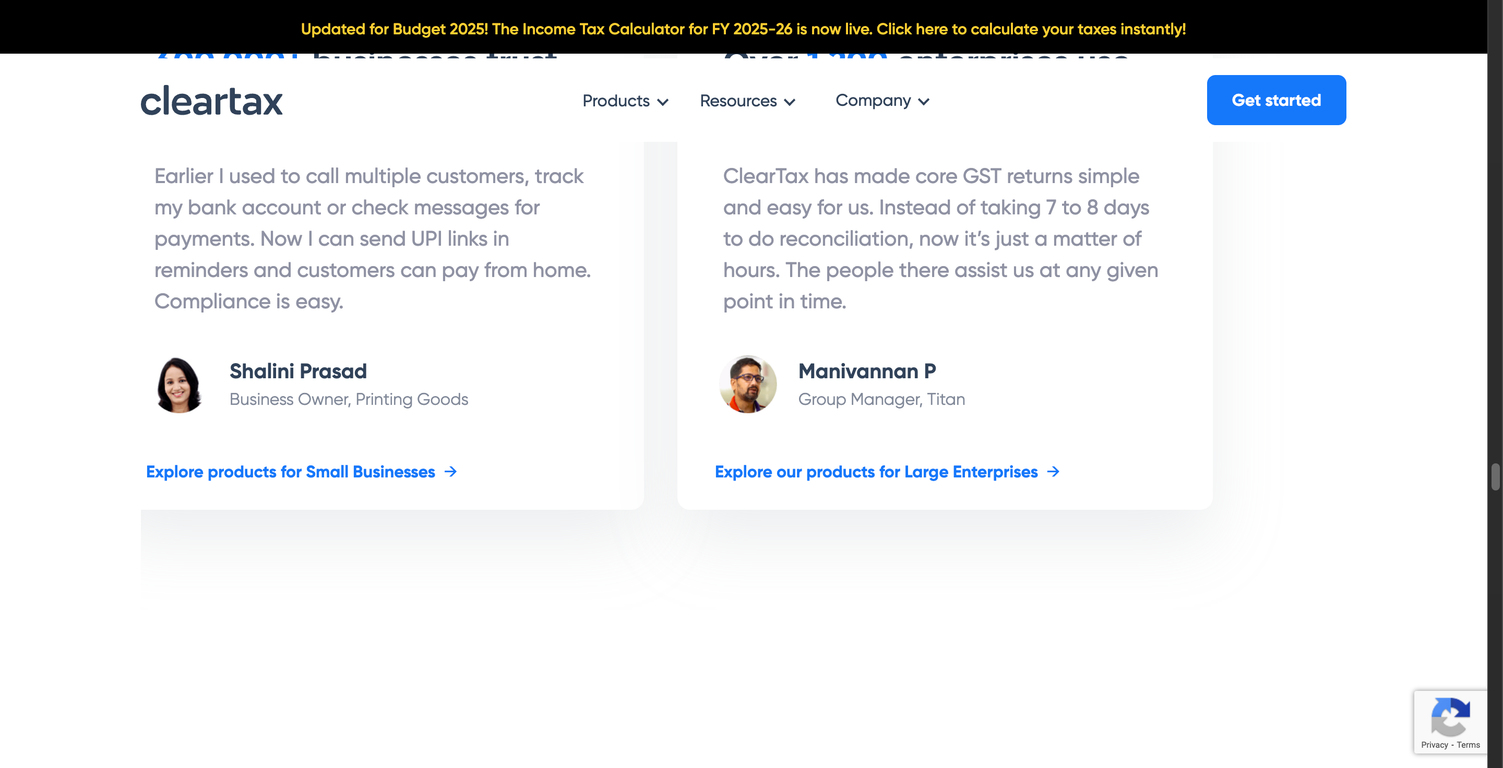 Updated for Budget 2025! The Income Tax Calculator for FY 2025-26 is now live. Click here to calculate your taxes instantly!
businesses trust
Over enterprises use
cleartax
Products
Resources
Company
Get started
Earlier I used to call multiple customers, track
my bank account or check messages for
payments. Now I can send UPI links in
reminders and customers can pay from home.
Compliance is easy.
Shalini Prasad
Business Owner, Printing Goods
Explore products for Small Businesses →
ClearTax has made core GST returns simple
and easy for us. Instead of taking 7 to 8 days
to do reconciliation, now it’s just a matter of
hours. The people there assist us at any given
point in time.
Manivannan P
Group Manager, Titan
Explore our products for Large Enterprises →
Privacy - Terms